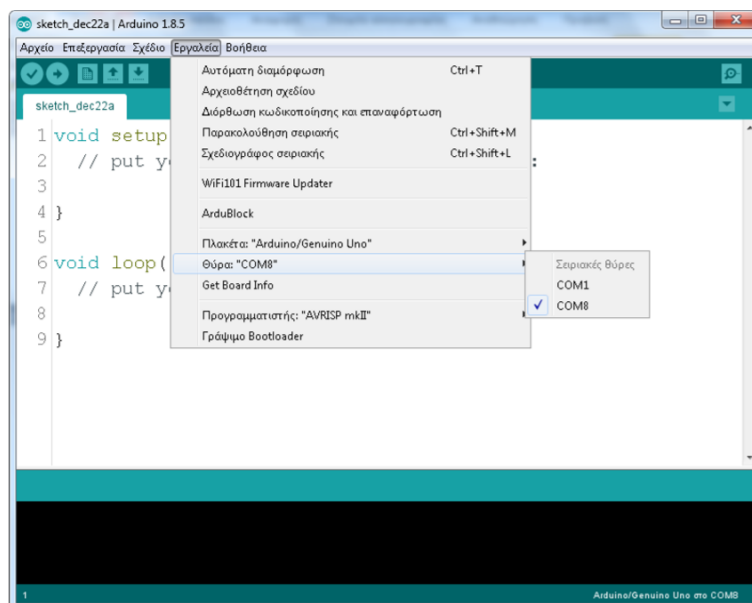 sketch_dec22a | Arduino 1.8.5
Αρχείο Επεξεργασία Σχέδιο Εργαλεία Βοήθεια
sketch_dec22a
Αυτόματη διαμόρφωση Ctrl+T
Αρχειοθέτηση σχεδίου
Διόρθωση κωδικοποίησης και επαναφόρτωση
Παρακολούθηση σειριακής Ctrl+Shift+M
Σχεδιογράφος σειριακής Ctrl+Shift+L
WiFi101 Firmware Updater
ArduBlock
Πλακέτα: "Arduino/Genuino Uno"
Θύρα: "COM8"
Get Board Info
Προγραμματιστής: "AVRISP mkII"
Γράψιμο Bootloader
Σειριακές θύρες
COM1
COM8
1 void setup
2 // put yo :
3
4 }
5
6 void loop(
7 // put yo
8
9 }
1 Arduino/Genuino Uno στο COM8